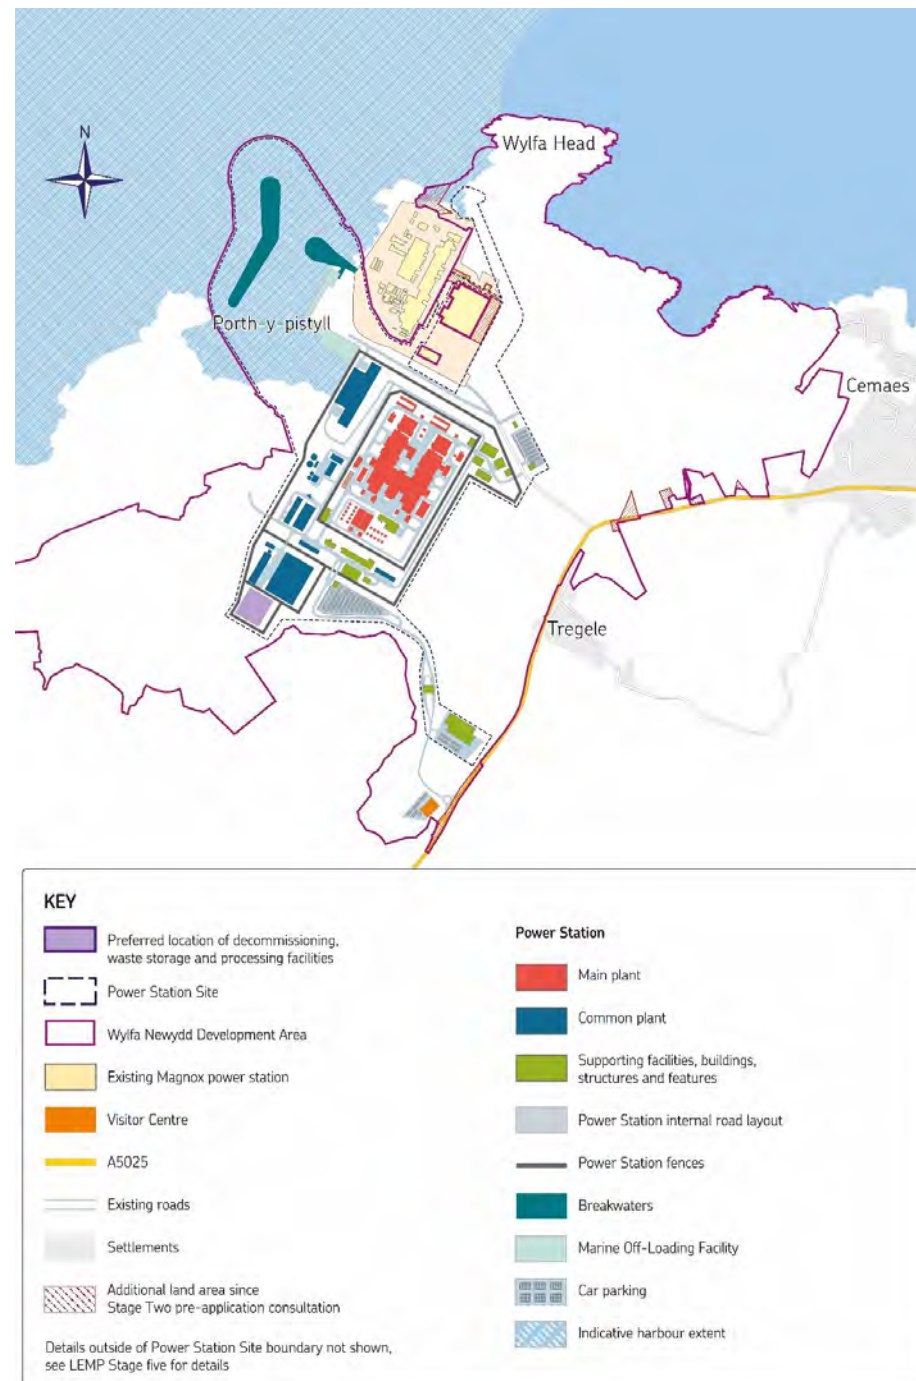 N
Wylfa Head
Porth-y-pistyll
Cemaes
Tregele
KEY
Preferred location of decommissioning,
waste storage and processing facilities
Power Station Site
Wylfa Newydd Development Area
Existing Magnox power station
Visitor Centre
A5025
Existing roads
Settlements
Additional land area since
Stage Two pre-application consultation
Details outside of Power Station Site boundary not shown,
see LEMP Stage five for details
Power Station
Main plant
Common plant
Supporting facilities, buildings,
structures and features
Power Station internal road layout
Power Station fences
Breakwaters
Marine Off-Loading Facility
Car parking
Indicative harbour extent